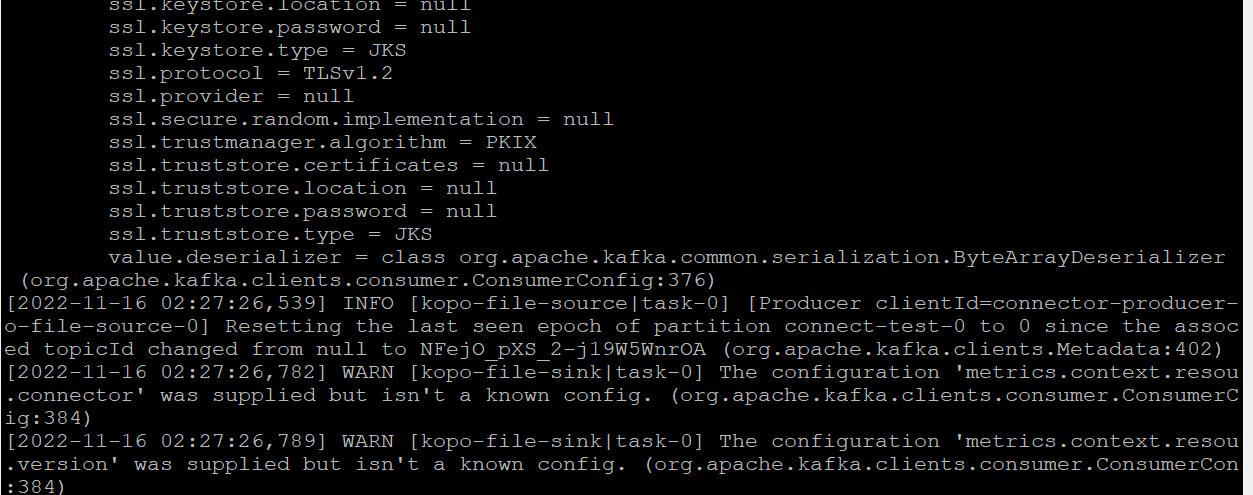 ssl.keystore.location = null
ssl.keystore.password = null
ssl.keystore.type = JKS
ssl.protocol = TLSv1.2
ssl.provider = null
ssl.secure.random.implementation = null
ssl.trustmanager.algorithm = PKIX
ssl.truststore.certificates = null
ssl.truststore.location = null
ssl.truststore.password = null
ssl.truststore.type = JKS
value.deserializer = class org.apache.kafka.common.serialization.ByteArrayDeserializer
(org.apache.kafka.clients.consumer.ConsumerConfig:376)
[2022-11-16 02:27:26,539] INFO [kopo-file-source|task-0] [Producer clientId=connector-producer-
o-file-source-0] Resetting the last seen epoch of partition connect-test-0 to 0 since the assoc
ed topicId changed from null to NFejO_pXS_2-j19W5WnrOA (org.apache.kafka.clients.Metadata:402)
[2022-11-16 02:27:26,782] WARN [kopo-file-sink|task-0] The configuration 'metrics.context.resou
.connector' was supplied but isn't a known config. (org.apache.kafka.clients.consumer.ConsumerC
ig:384)
[2022-11-16 02:27:26,789] WARN [kopo-file-sink|task-0] The configuration 'metrics.context.resou
.version' was supplied but isn't a known config. (org.apache.kafka.clients.consumer.ConsumerCon
:384)